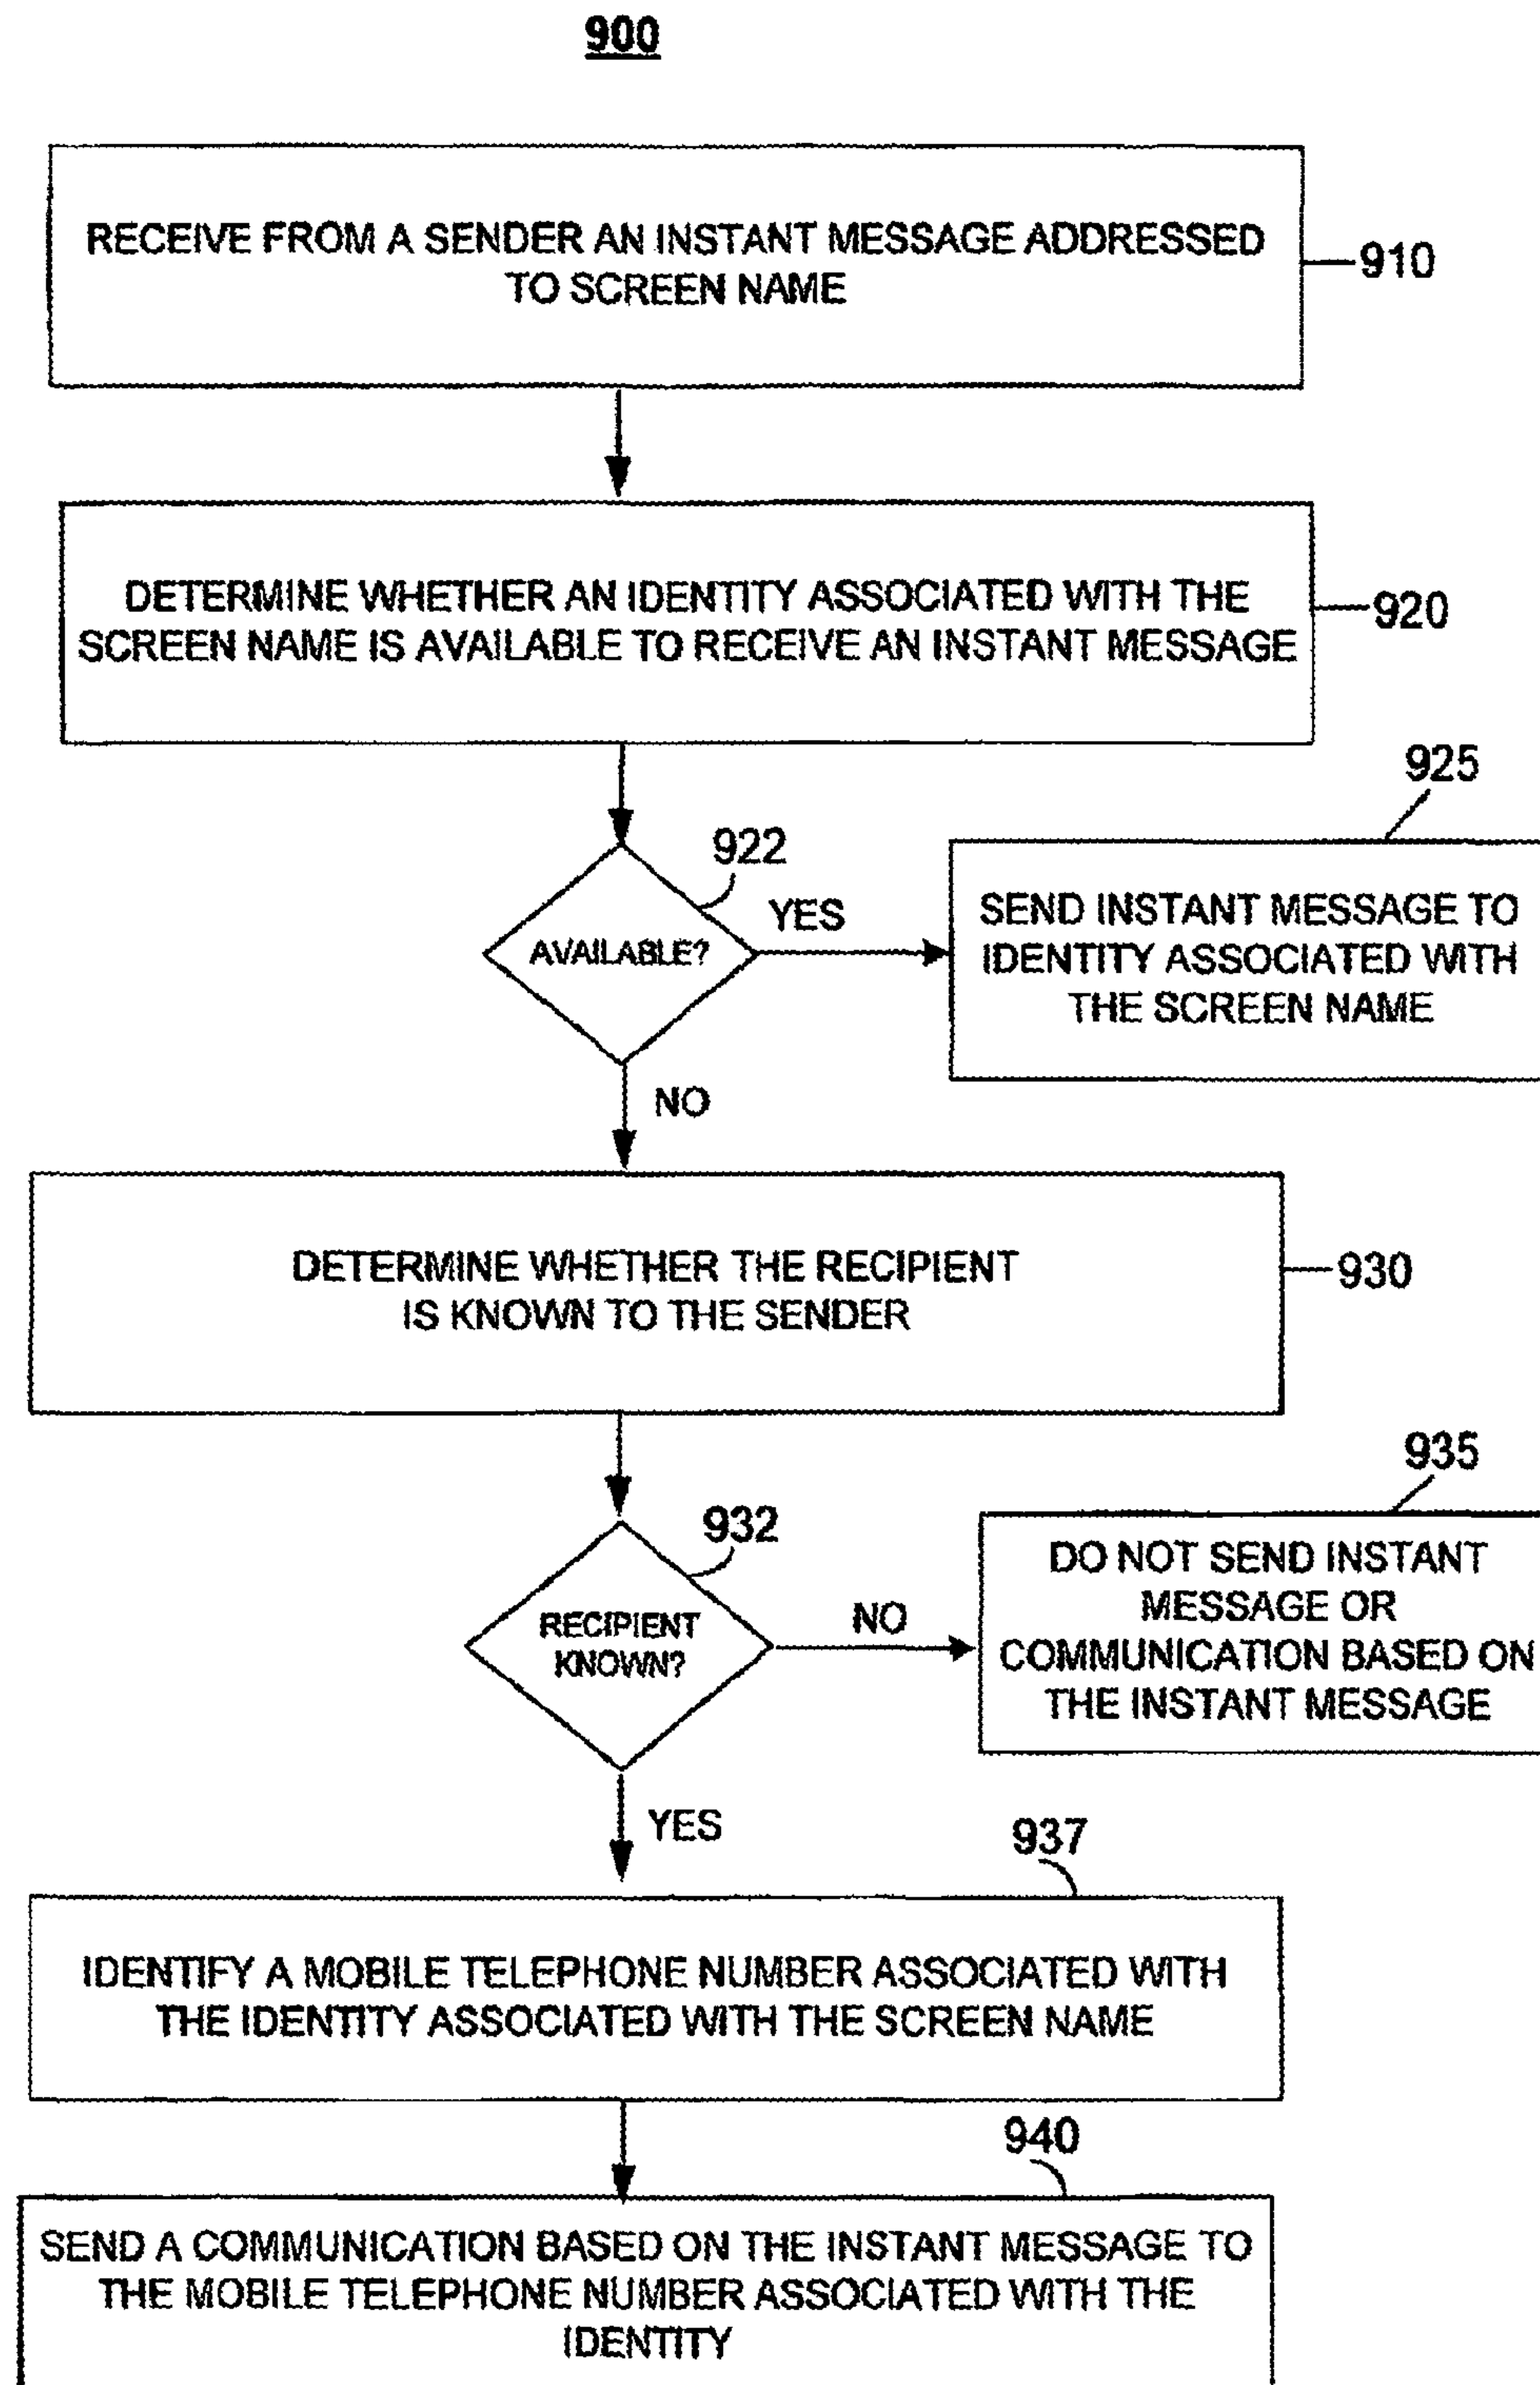 900
RECEIVE FROM A SENDER AN INSTANT MESSAGE ADDRESSED
TO SCREEN NAME
910
DETERMINE WHETHER AN IDENTITY ASSOCIATED WITH THE
SCREEN NAME IS AVAILABLE TO RECEIVE AN INSTANT MESSAGE
920
922
AVAILABLE?
YES
925
SEND INSTANT MESSAGE TO
IDENTITY ASSOCIATED WITH
THE SCREEN NAME
NO
DETERMINE WHETHER THE RECIPIENT
IS KNOWN TO THE SENDER
930
932
RECIPIENT
KNOWN?
NO
935
DO NOT SEND INSTANT
MESSAGE OR
COMMUNICATION BASED ON
THE INSTANT MESSAGE
YES
937
IDENTIFY A MOBILE TELEPHONE NUMBER ASSOCIATED WITH
THE IDENTITY ASSOCIATED WITH THE SCREEN NAME
940
SEND A COMMUNICATION BASED ON THE INSTANT MESSAGE TO
THE MOBILE TELEPHONE NUMBER ASSOCIATED WITH THE
IDENTITY